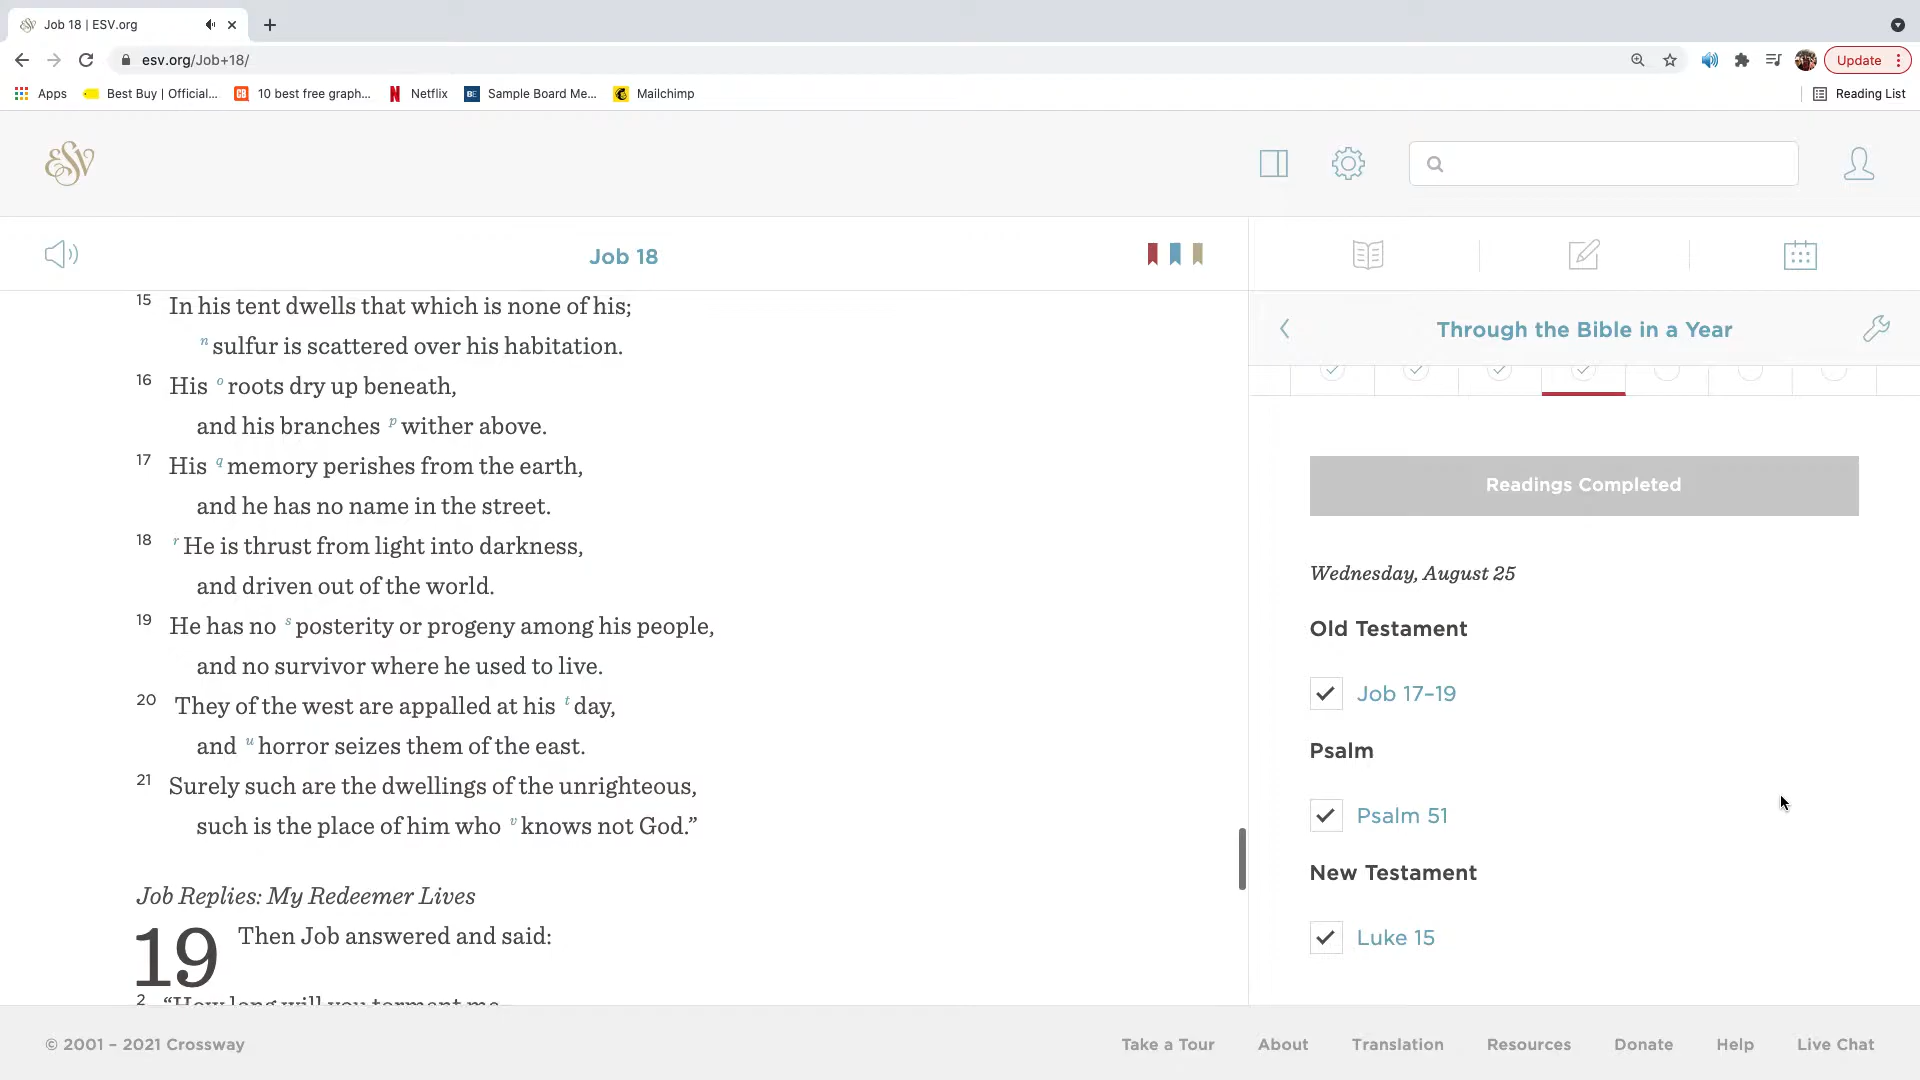 Job 18 | ESV.org
esv.org/Job+18/
Update
Apps
Best Buy | Official...
10 best free graph...
Netflix
Sample Board Me...
Mailchimp
Reading List
ESV
Job 18
15 In his tent dwells that which is none of his;
n sulfur is scattered over his habitation.
16 His o roots dry up beneath,
and his branches p wither above.
17 His q memory perishes from the earth,
and he has no name in the street.
18 r He is thrust from light into darkness,
and driven out of the world.
19 He has no s posterity or progeny among his people,
and no survivor where he used to live.
20 They of the west are appalled at his t day,
and u horror seizes them of the east.
21 Surely such are the dwellings of the unrighteous,
such is the place of him who v knows not God.”
Job Replies: My Redeemer Lives
19 Then Job answered and said:
2 “How long will you torment me
Through the Bible in a Year
Readings Completed
Wednesday, August 25
Old Testament
Job 17–19
Psalm
Psalm 51
New Testament
Luke 15
© 2001 – 2021 Crossway
Take a Tour
About
Translation
Resources
Donate
Help
Live Chat